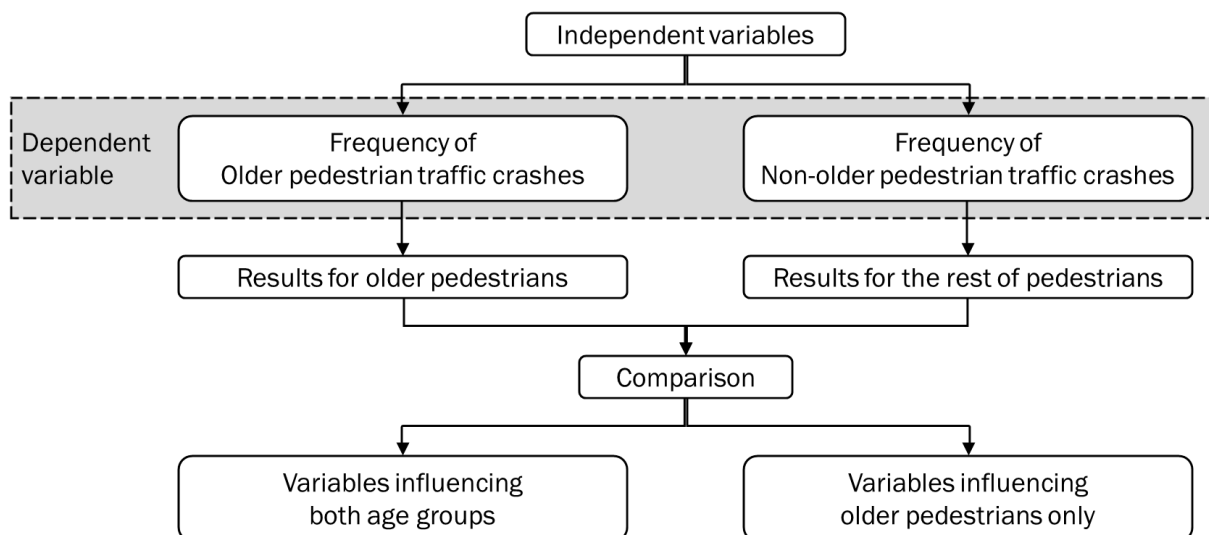 Independent variables
Dependent
variable
Frequency of
Older pedestrian traffic crashes
Frequency of
Non-older pedestrian traffic crashes
Results for older pedestrians
Results for the rest of pedestrians
Comparison
Variables influencing
both age groups
Variables influencing
older pedestrians only